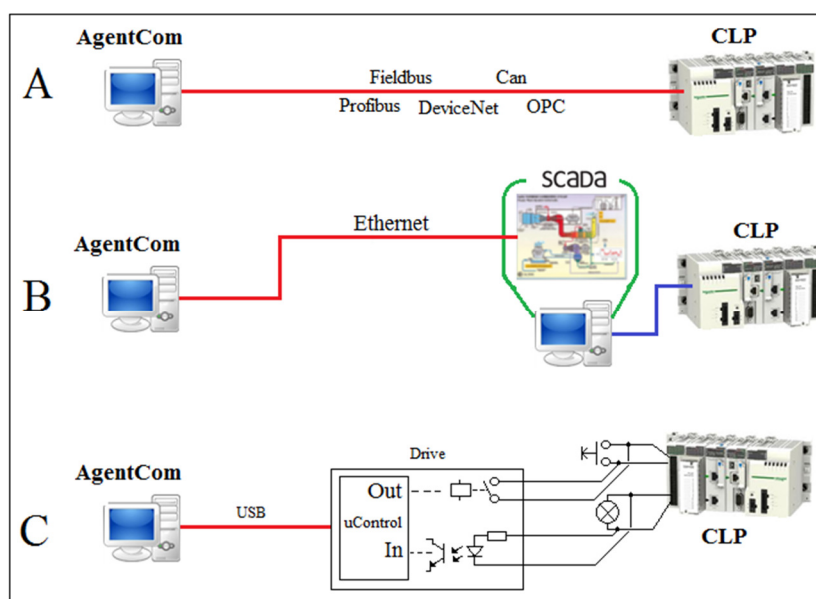 AgentCom
CLP
A
Fieldbus
Can
Profibus
DeviceNet
OPC
SCADA
AgentCom
Ethernet
CLP
B
Drive
AgentCom
Out
USB
uControl
C
In
CLP